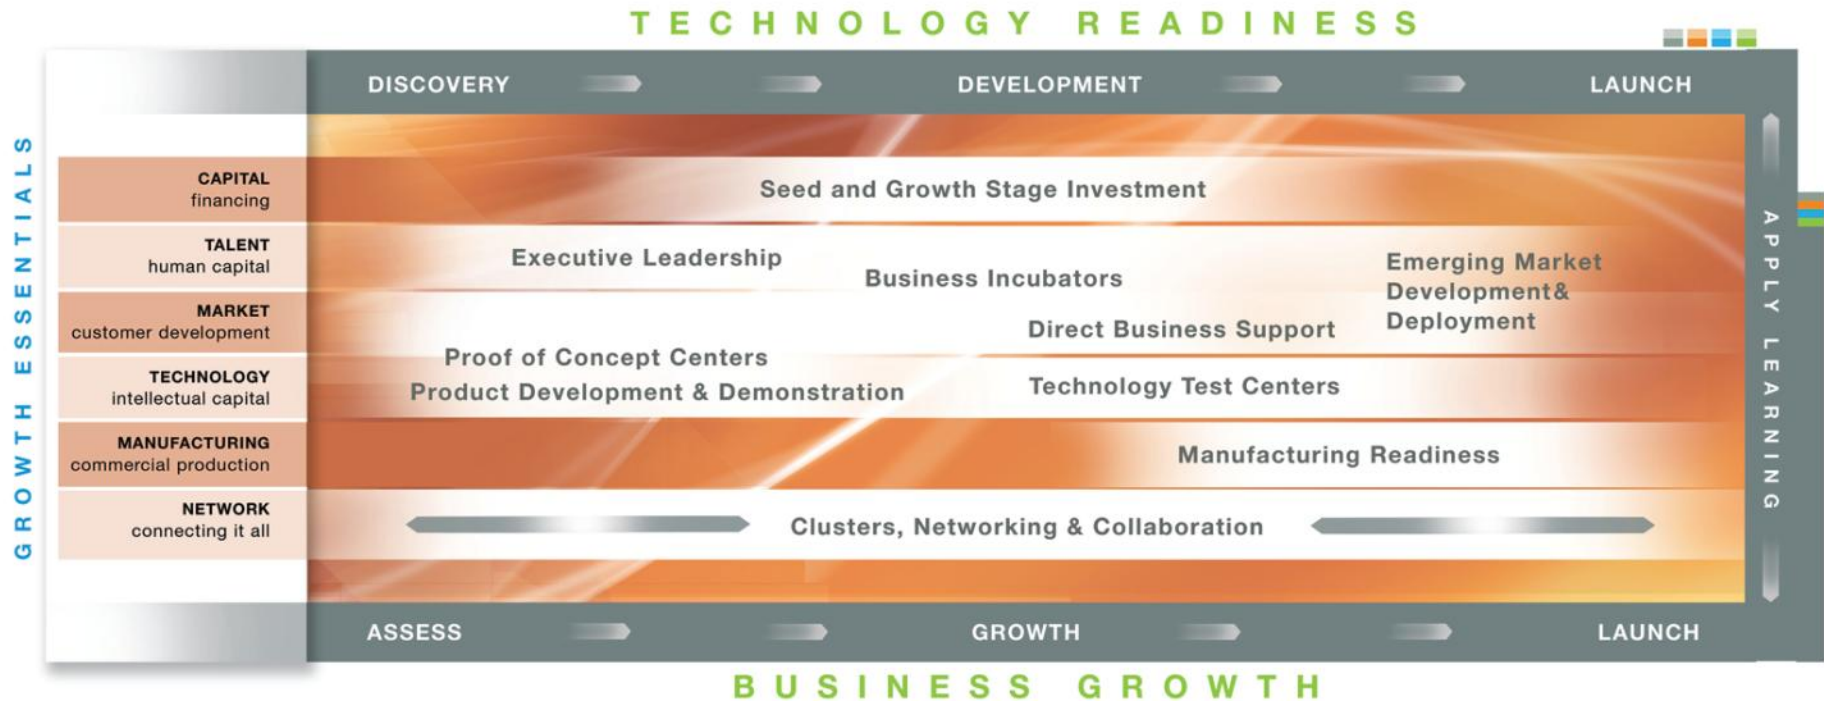 TECHNOLOGY READINESS
DISCOVERY DEVELOPMENT LAUNCH
GROWTH ESSENTIALS
CAPITAL
financing
Seed and Growth Stage Investment
TALENT
human capital
Executive Leadership
Business Incubators
Emerging Market
Development&
Deployment
MARKET
customer development
Direct Business Support
Proof of Concept Centers
TECHNOLOGY
intellectual capital
Product Development & Demonstration
Technology Test Centers
MANUFACTURING
commercial production
Manufacturing Readiness
NETWORK
connecting it all
Clusters, Networking & Collaboration
APPLY LEARNING
ASSESS GROWTH LAUNCH
BUSINESS GROWTH